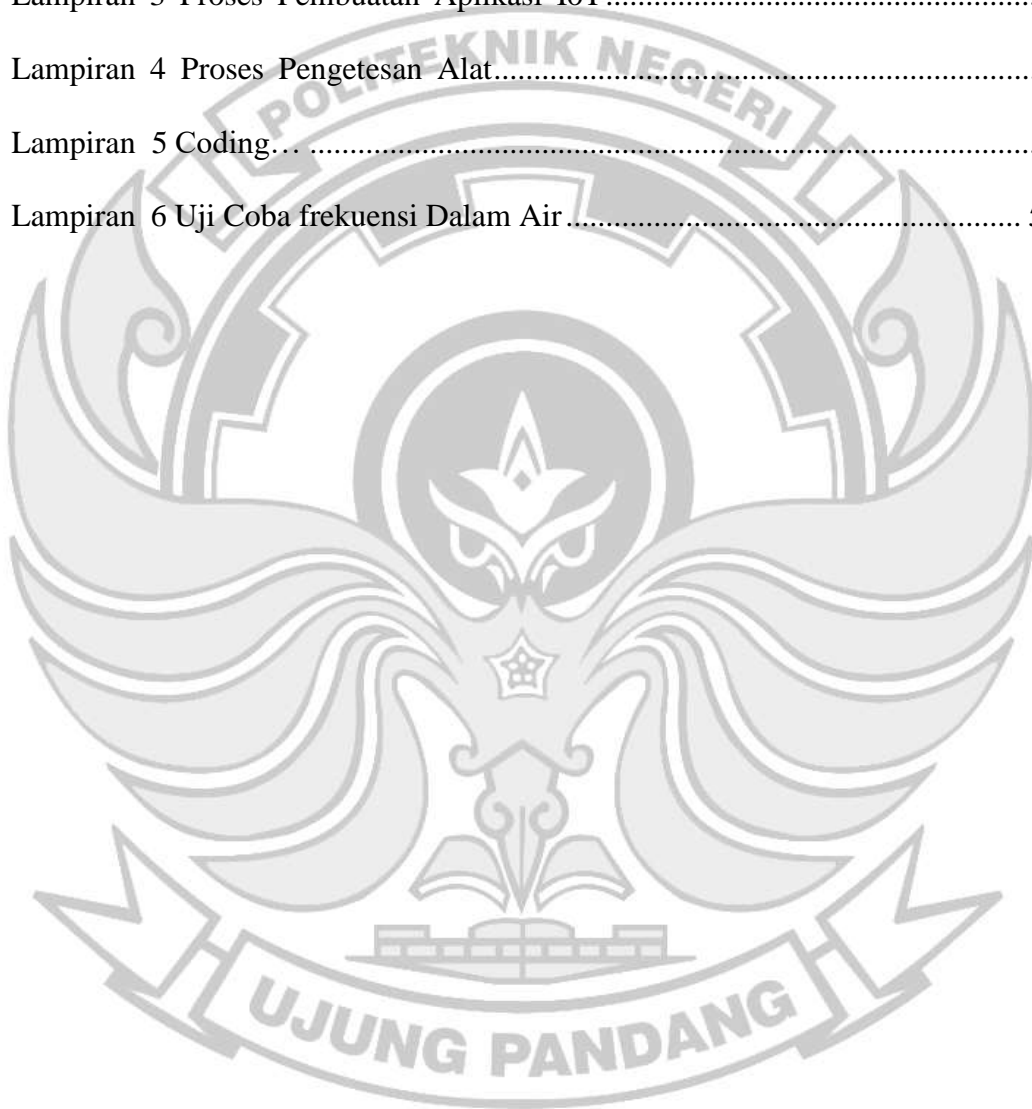 Lampiran 3 Proses Pembuatan Aplikasi IoT....................................................
Lampiran 4 Proses Pengetesan Alat....................................................................
Lampiran 5 Coding… ..........................................................................................
Lampiran 6 Uji Coba frekuensi Dalam Air.........................................................
POLITEKNIK NEGERI
UJUNG PANDANG